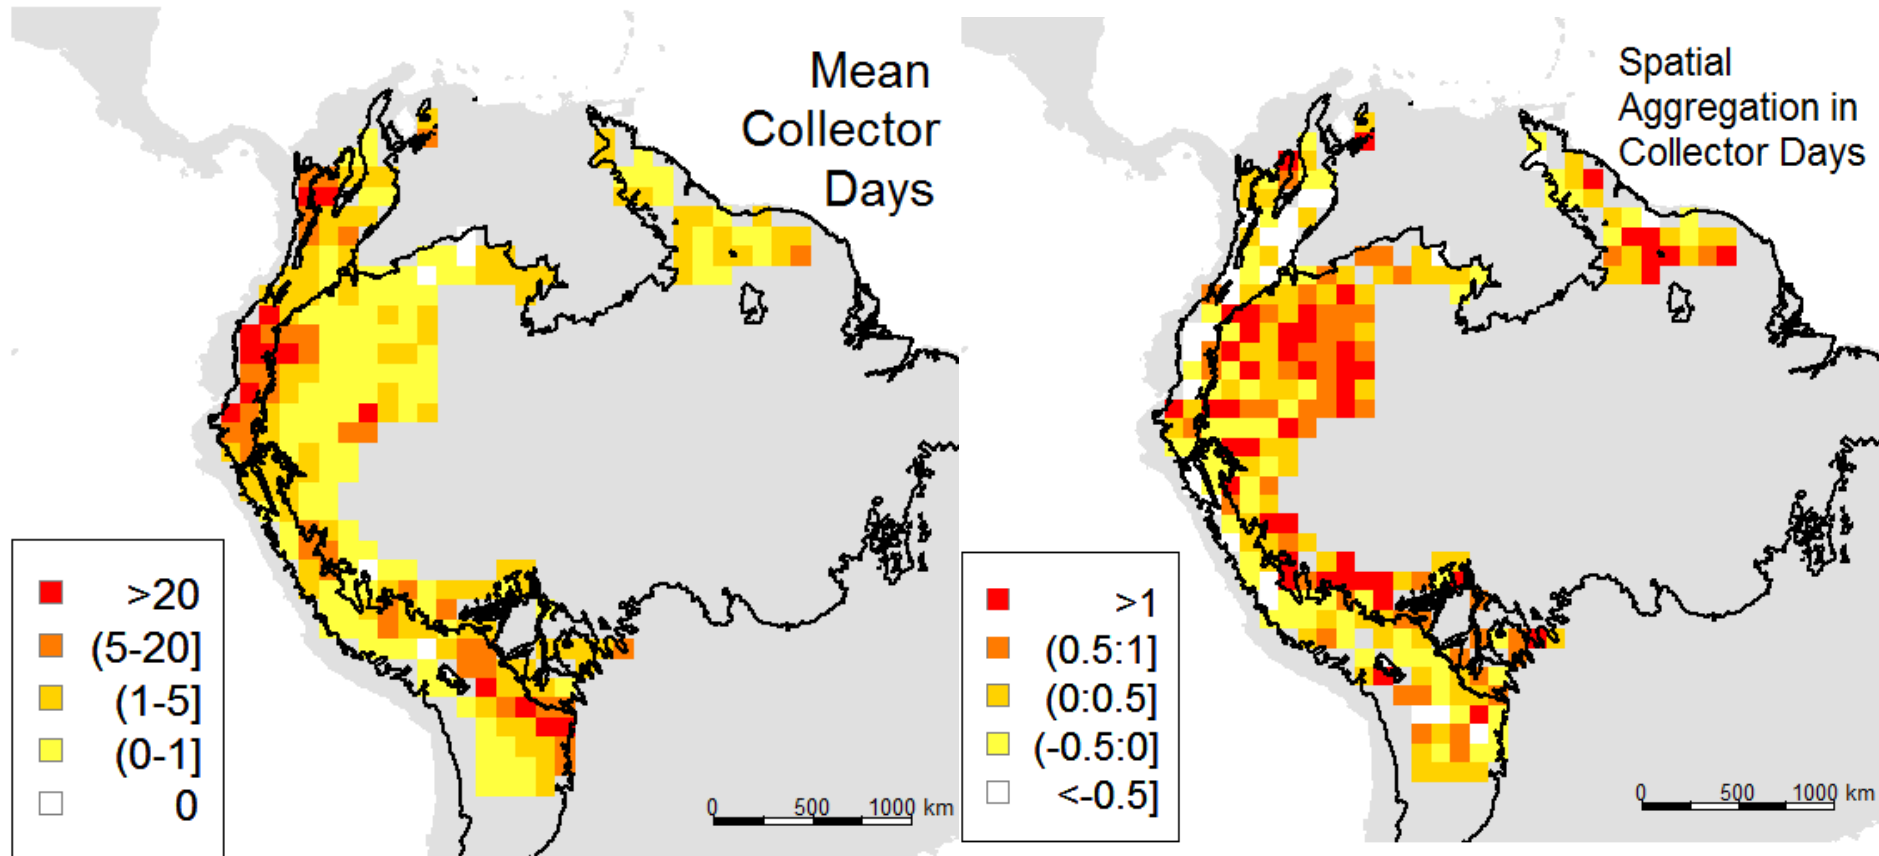 Mean
Collector
Days
>20
(5-20]
(1-5]
(0-1]
0
0 500 1000 km
Spatial
Aggregation in
Collector Days
>1
(0.5:1]
(0:0.5]
(-0.5:0]
<-0.5]
0 500 1000 km